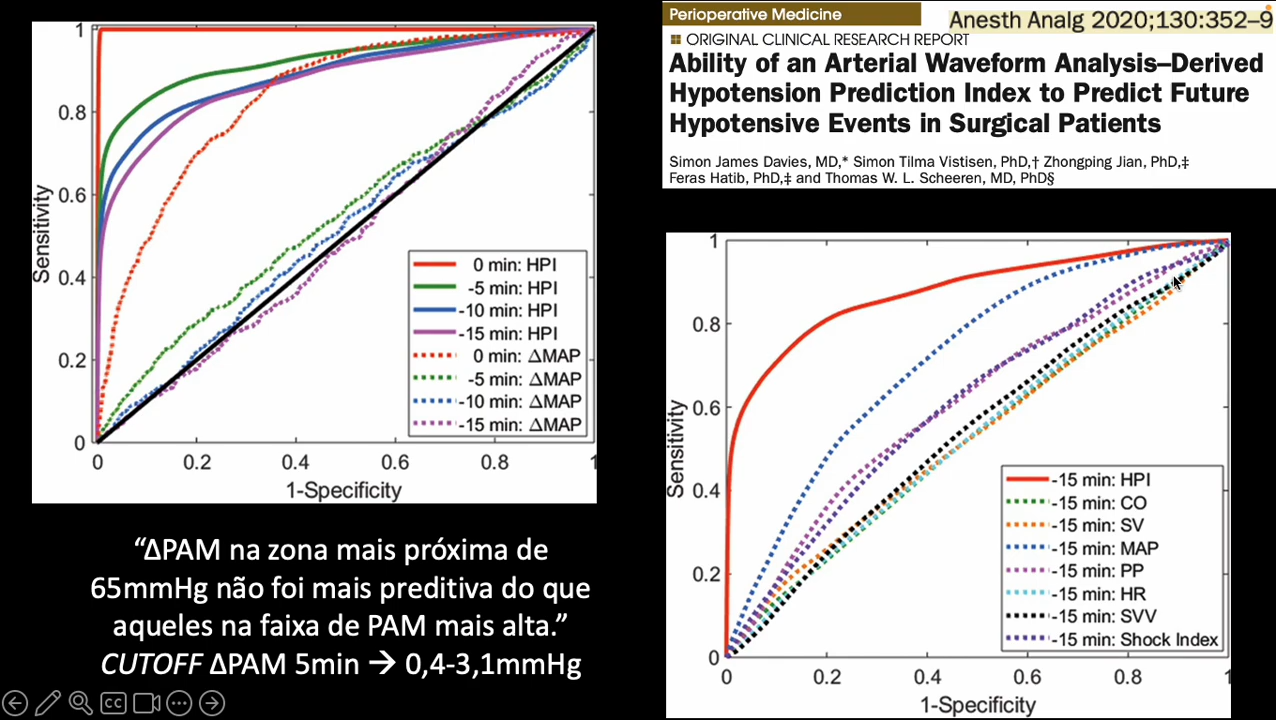 1
0.8
0.6
0.4
0.2
0
Sensitivity
0 0.2 0.4 0.6 0.8 1
1-Specificity
0 min: HPI
-5 min: HPI
-10 min: HPI
-15 min: HPI
0 min: ΔMAP
-5 min: ΔMAP
-10 min: ΔMAP
-15 min: ΔMAP
“ΔPAM na zona mais próxima de
65mmHg não foi mais preditiva do que
aqueles na faixa de PAM mais alta.”
CUTOFF ΔPAM 5min → 0,4-3,1mmHg
Perioperative Medicine
Anesth Analg 2020;130:352–9
ORIGINAL CLINICAL RESEARCH REPORT
Ability of an Arterial Waveform Analysis–Derived
Hypotension Prediction Index to Predict Future
Hypotensive Events in Surgical Patients
Simon James Davies, MD,* Simon Tilma Vistisen, PhD,† Zhongping Jian, PhD,‡
Feras Hatib, PhD,‡ and Thomas W. L. Scheeren, MD, PhD§
1
0.8
0.6
0.4
0.2
0
Sensitivity
0 0.2 0.4 0.6 0.8 1
1-Specificity
-15 min: HPI
-15 min: CO
-15 min: SV
-15 min: MAP
-15 min: PP
-15 min: HR
-15 min: SVV
-15 min: Shock Index
CC